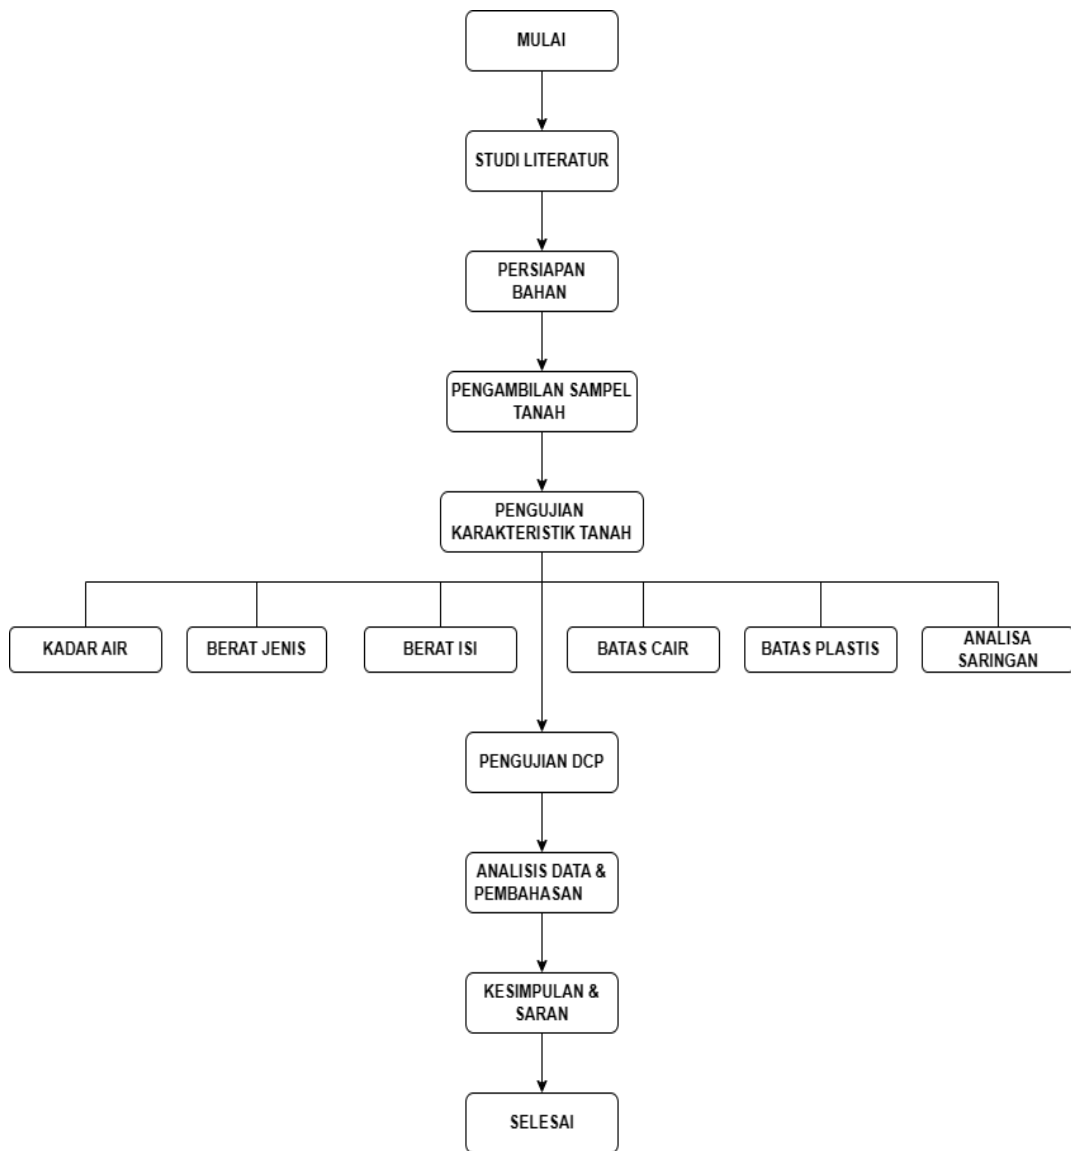 MULAI
STUDI LITERATUR
PERSIAPAN
BAHAN
PENGAMBILAN SAMPEL
TANAH
PENGUJIAN
KARAKTERISTIK TANAH
KADAR AIR
BERAT JENIS
BERAT ISI
BATAS CAIR
BATAS PLASTIS
ANALISA
SARINGAN
PENGUJIAN DCP
ANALISIS DATA &
PEMBAHASAN
KESIMPULAN &
SARAN
SELESAI